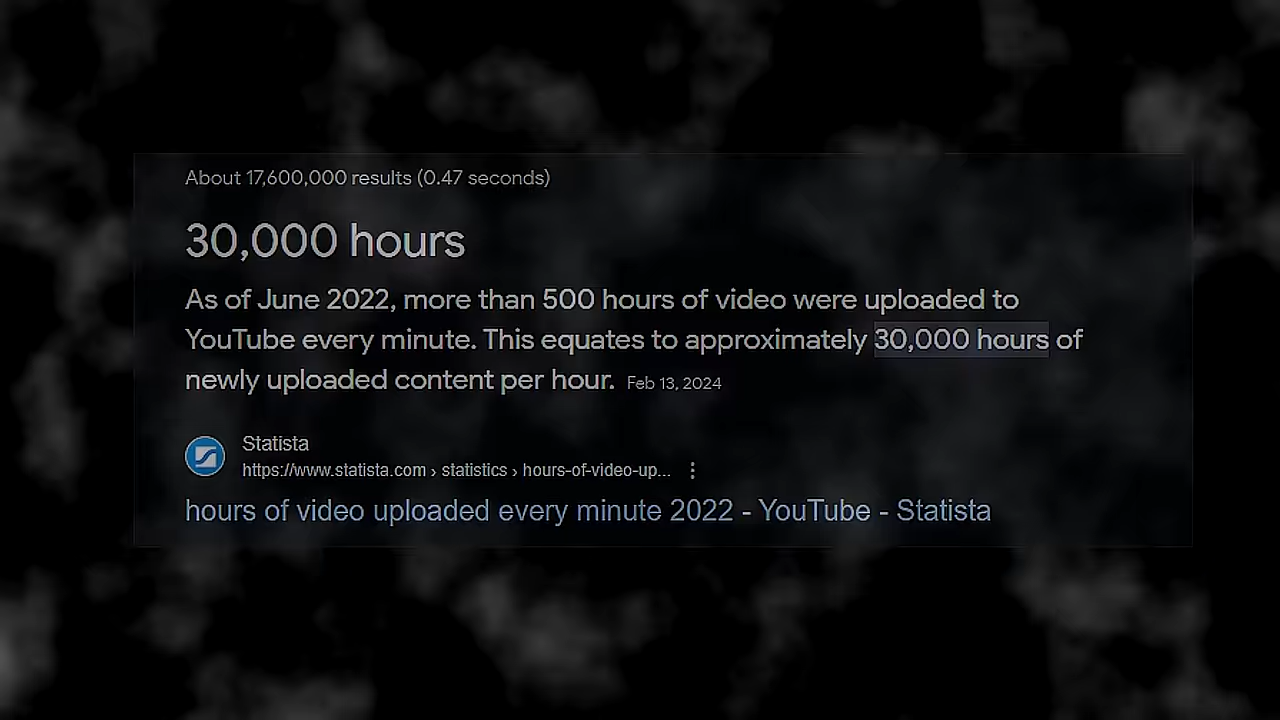 About 17,600,000 results (0.47 seconds)
30,000 hours
As of June 2022, more than 500 hours of video were uploaded to
YouTube every minute. This equates to approximately 30,000 hours of
newly uploaded content per hour. Feb 13, 2024
Statista
https://www.statista.com › statistics › hours-of-video-up...
hours of video uploaded every minute 2022 - YouTube - Statista